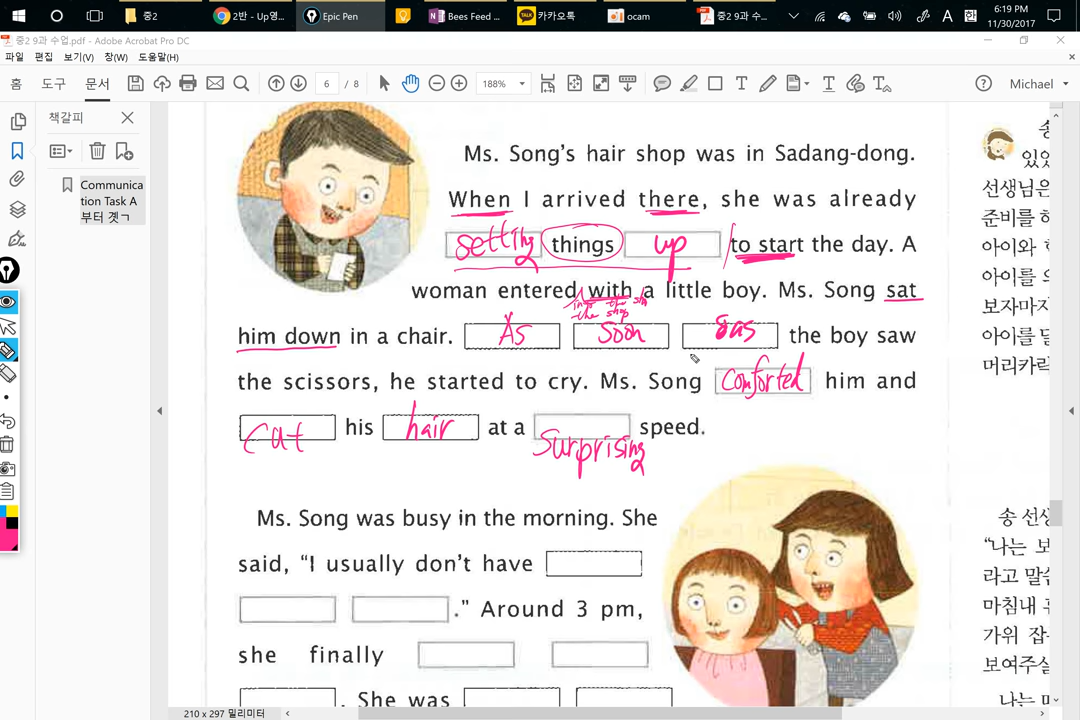 중2
2반 - Up영...
Epic Pen
Bees Feed ...
카카오톡
ocam
중2 9과 수...
A
한
6:19 PM
11/30/2017
중2 9과 수업.pdf - Adobe Acrobat Pro DC
파일 편집 보기(V) 창(W) 도움말(H)
홈 도구 문서
6 / 8
188%
Michael
책갈피
Communica
tion Task A
Ms. Song's hair shop was in Sadang-dong.
When I arrived there, she was already
setting things up to start the day. A
woman entered with a little boy. Ms. Song sat
the shop
him down in a chair. As soon as the boy saw
the scissors, he started to cry. Ms. Song comforted him and
cat his hair at a surprising speed.
Ms. Song was busy in the morning. She
said, "I usually don't have
." Around 3 pm,
she finally
. She was
있었
선생님은
준비를 하
아이와 한
아이를 의
보자마자
아이를 달
머리카락
송 선생
"나는 보
라고 말씀
마침내 휴
가위 잡
보여주실
나는 머
210 x 297 밀리미터